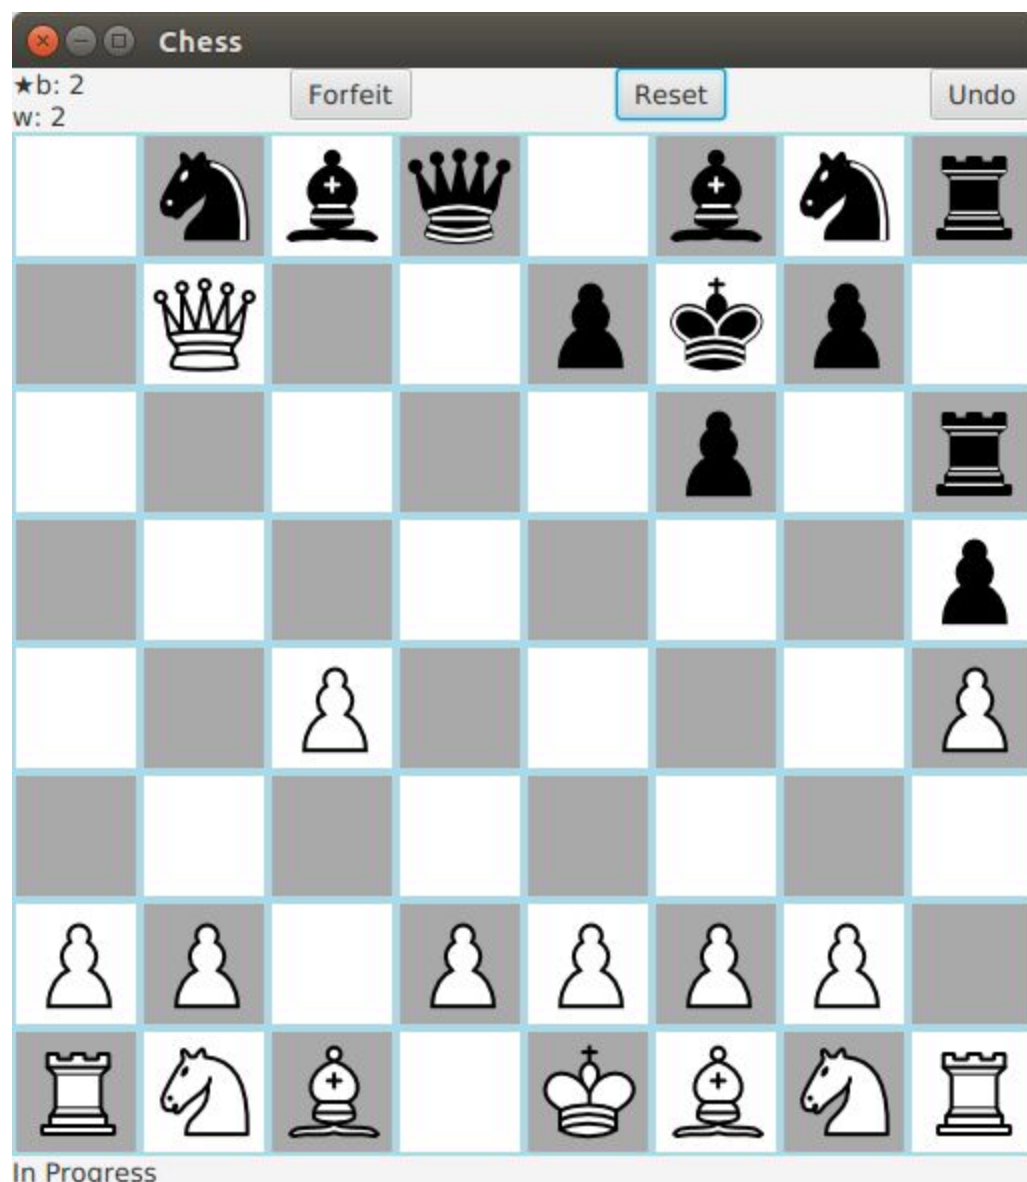 Chess
★b: 2
w: 2
Forfeit
Reset
Undo
In Progress